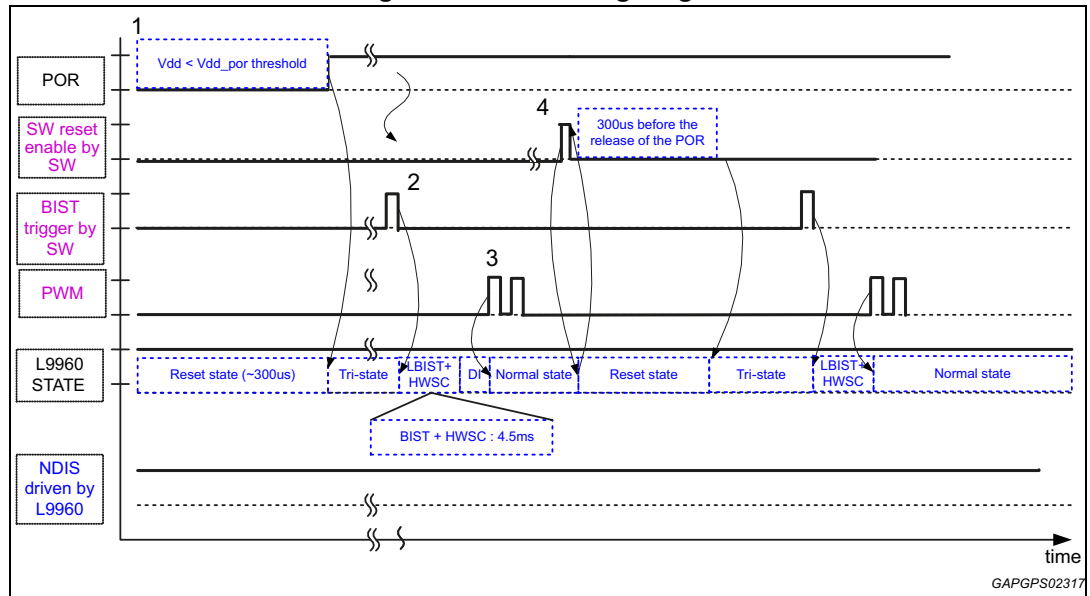 1
POR
Vdd < Vdd_por threshold
SW reset
enable by
SW
4
300us before the
release of the POR
BIST
trigger by
SW
2
PWM
3
L9960
STATE
Reset state (~300us)
Tri-state
LBIST+
HWSC
DI
Normal state
Reset state
Tri-state
LBIST+
HWSC
Normal state
BIST + HWSC : 4.5ms
NDIS
driven by
L9960
time
GAPGPS02317